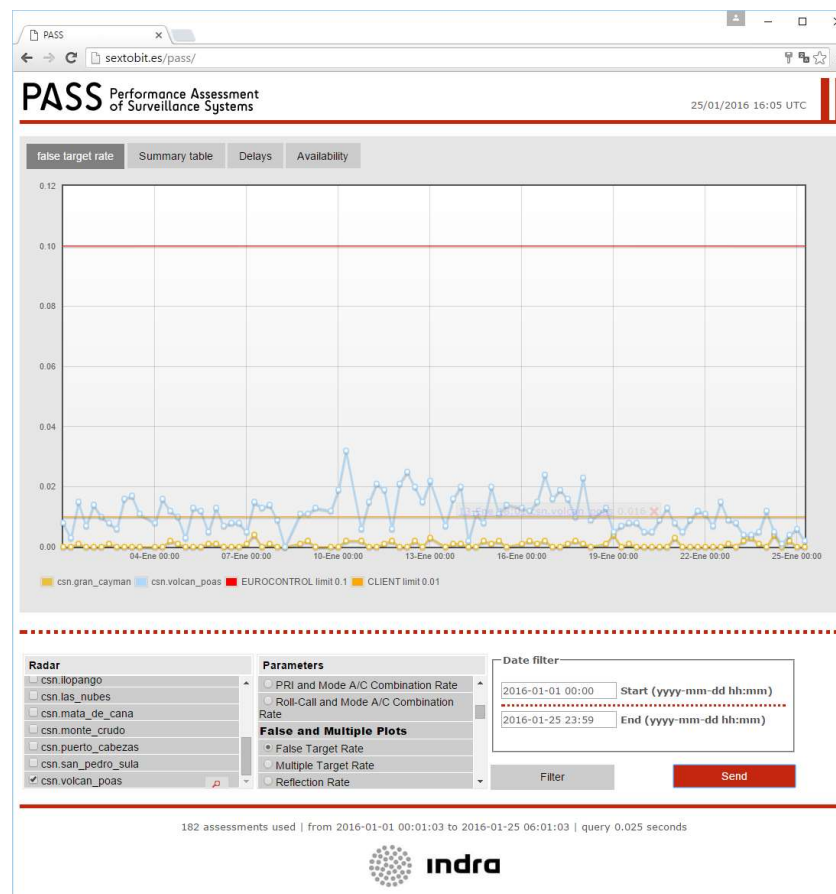 PASS
sextobit.es/pass/
PASS Performance Assessment
of Surveillance Systems
25/01/2016 16:05 UTC
false target rate
Summary table
Delays
Availability
0.12
0.10
0.08
0.06
0.04
0.02
0.00
csn.volcan_poas 0.016
04-Ene 00:00
07-Ene 00:00
10-Ene 00:00
13-Ene 00:00
16-Ene 00:00
19-Ene 00:00
22-Ene 00:00
25-Ene 00:00
csn.gran_cayman
csn.volcan_poas
EUROCONTROL limit 0.1
CLIENT limit 0.01
Radar
csn.ilopango
csn.las_nubes
csn.mata_de_cana
csn.monte_crudo
csn.puerto_cabezas
csn.san_pedro_sula
csn.volcan_poas
Parameters
PRI and Mode A/C Combination Rate
Roll-Call and Mode A/C Combination
Rate
False and Multiple Plots
False Target Rate
Multiple Target Rate
Reflection Rate
Date filter
2016-01-01 00:00 Start (yyyy-mm-dd hh:mm)
2016-01-25 23:59 End (yyyy-mm-dd hh:mm)
Filter
Send
182 assessments used | from 2016-01-01 00:01:03 to 2016-01-25 06:01:03 | query 0.025 seconds
indra